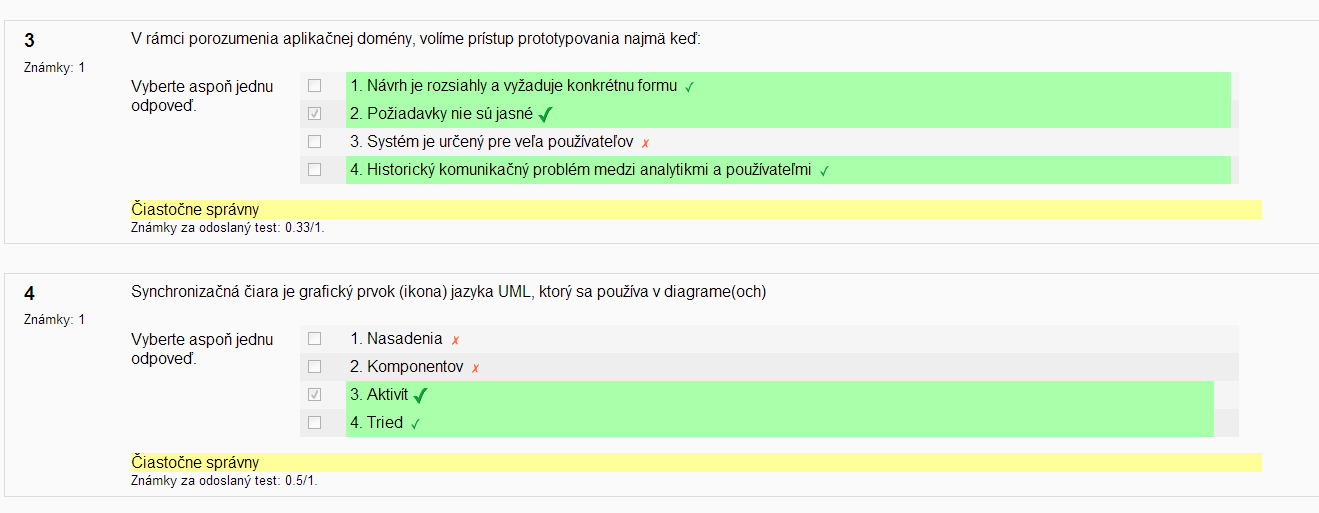 3
V rámci porozumenia aplikačnej domény, volíme prístup prototypovania najmä keď:
Známky: 1
Vyberte aspoň jednu
odpoveď.
1. Návrh je rozsiahly a vyžaduje konkrétnu formu ✓
2. Požiadavky nie sú jasné ✓
3. Systém je určený pre veľa používateľov ✗
4. Historický komunikačný problém medzi analytikmi a používateľmi ✓
Čiastočne správny
Známky za odoslaný test: 0.33/1.
4
Synchronizačná čiara je grafický prvok (ikona) jazyka UML, ktorý sa používa v diagrame(och)
Známky: 1
Vyberte aspoň jednu
odpoveď.
1. Nasadenia ✗
2. Komponentov ✗
3. Aktivít ✓
4. Tried ✓
Čiastočne správny
Známky za odoslaný test: 0.5/1.